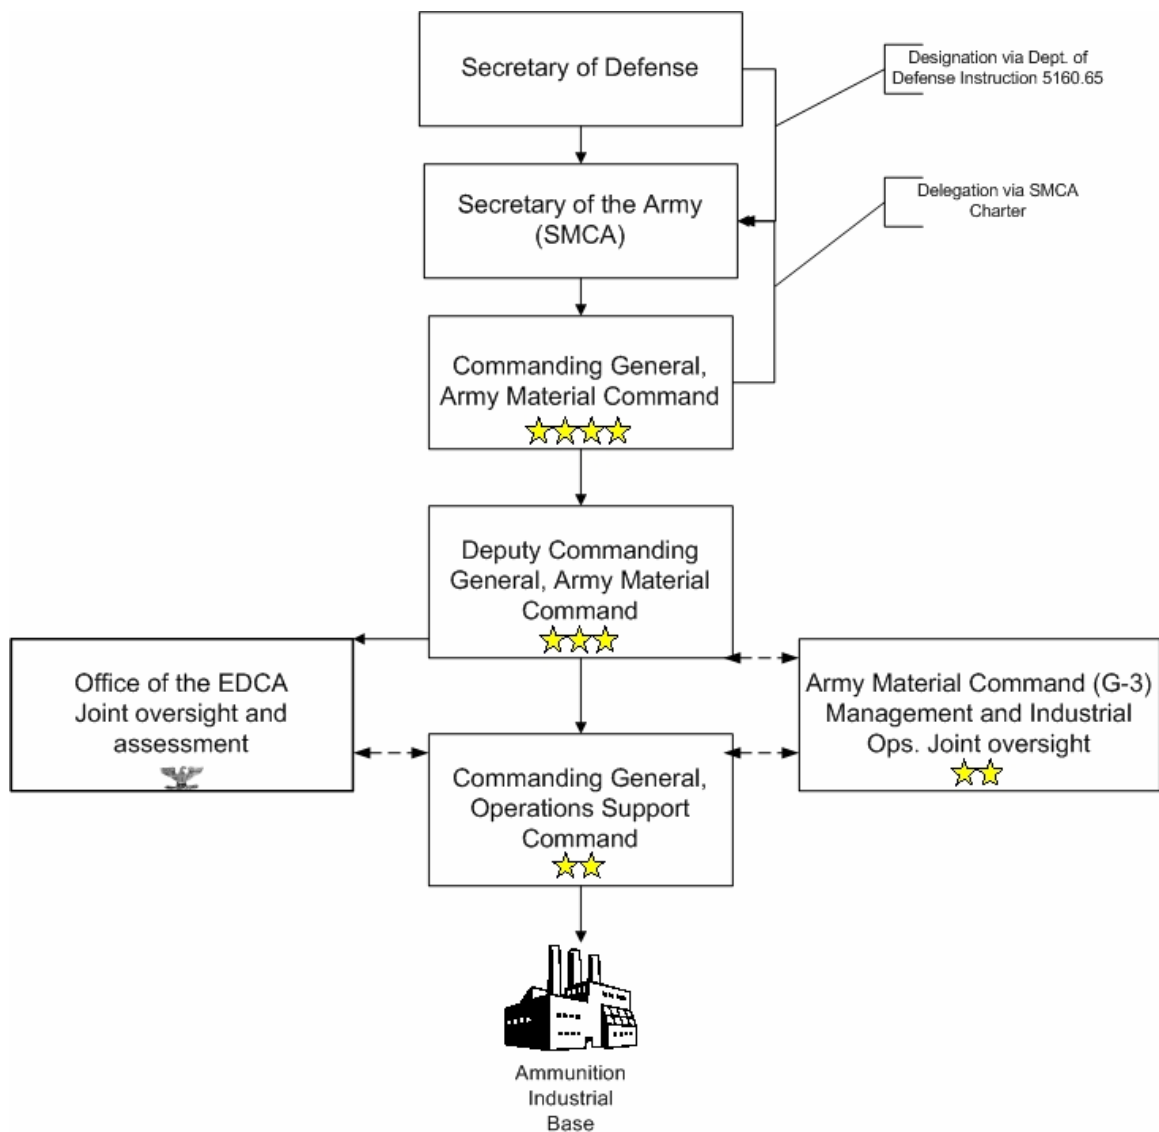 Secretary of Defense
Designation via Dept. of
Defense Instruction 5160.65
Secretary of the Army
(SMCA)
Delegation via SMCA
Charter
Commanding General,
Army Material Command
Deputy Commanding
General, Army Material
Command
Office of the EDCA
Joint oversight and
assessment
Army Material Command (G-3)
Management and Industrial
Ops. Joint oversight
Commanding General,
Operations Support
Command
Ammunition
Industrial
Base